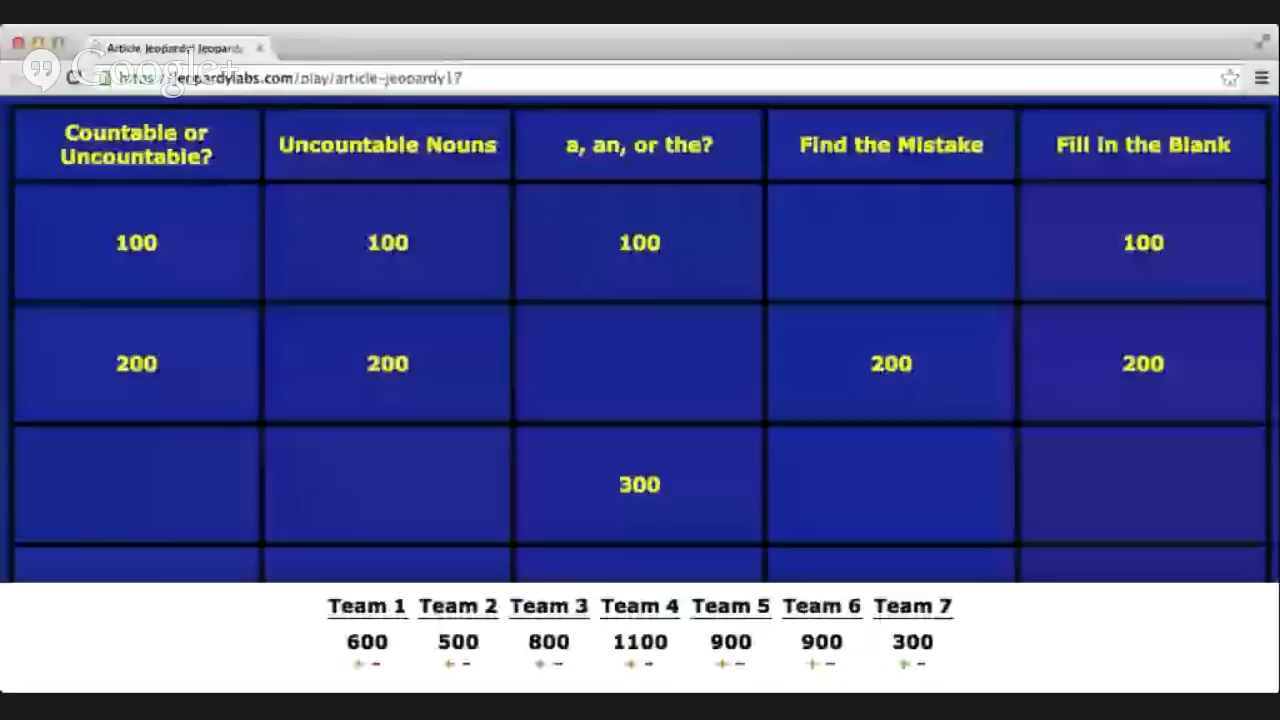 Article Jeopardy! Jeopardy
Google+
https://jeopardylabs.com/play/article-jeopardy17
Countable or
Uncountable?
Uncountable Nouns
a, an, or the?
Find the Mistake
Fill in the Blank
100 100 100 100
200 200 200 200
300
Team 1 Team 2 Team 3 Team 4 Team 5 Team 6 Team 7
600 500 800 1100 900 900 300
+ - + - + - + - + - + - + -